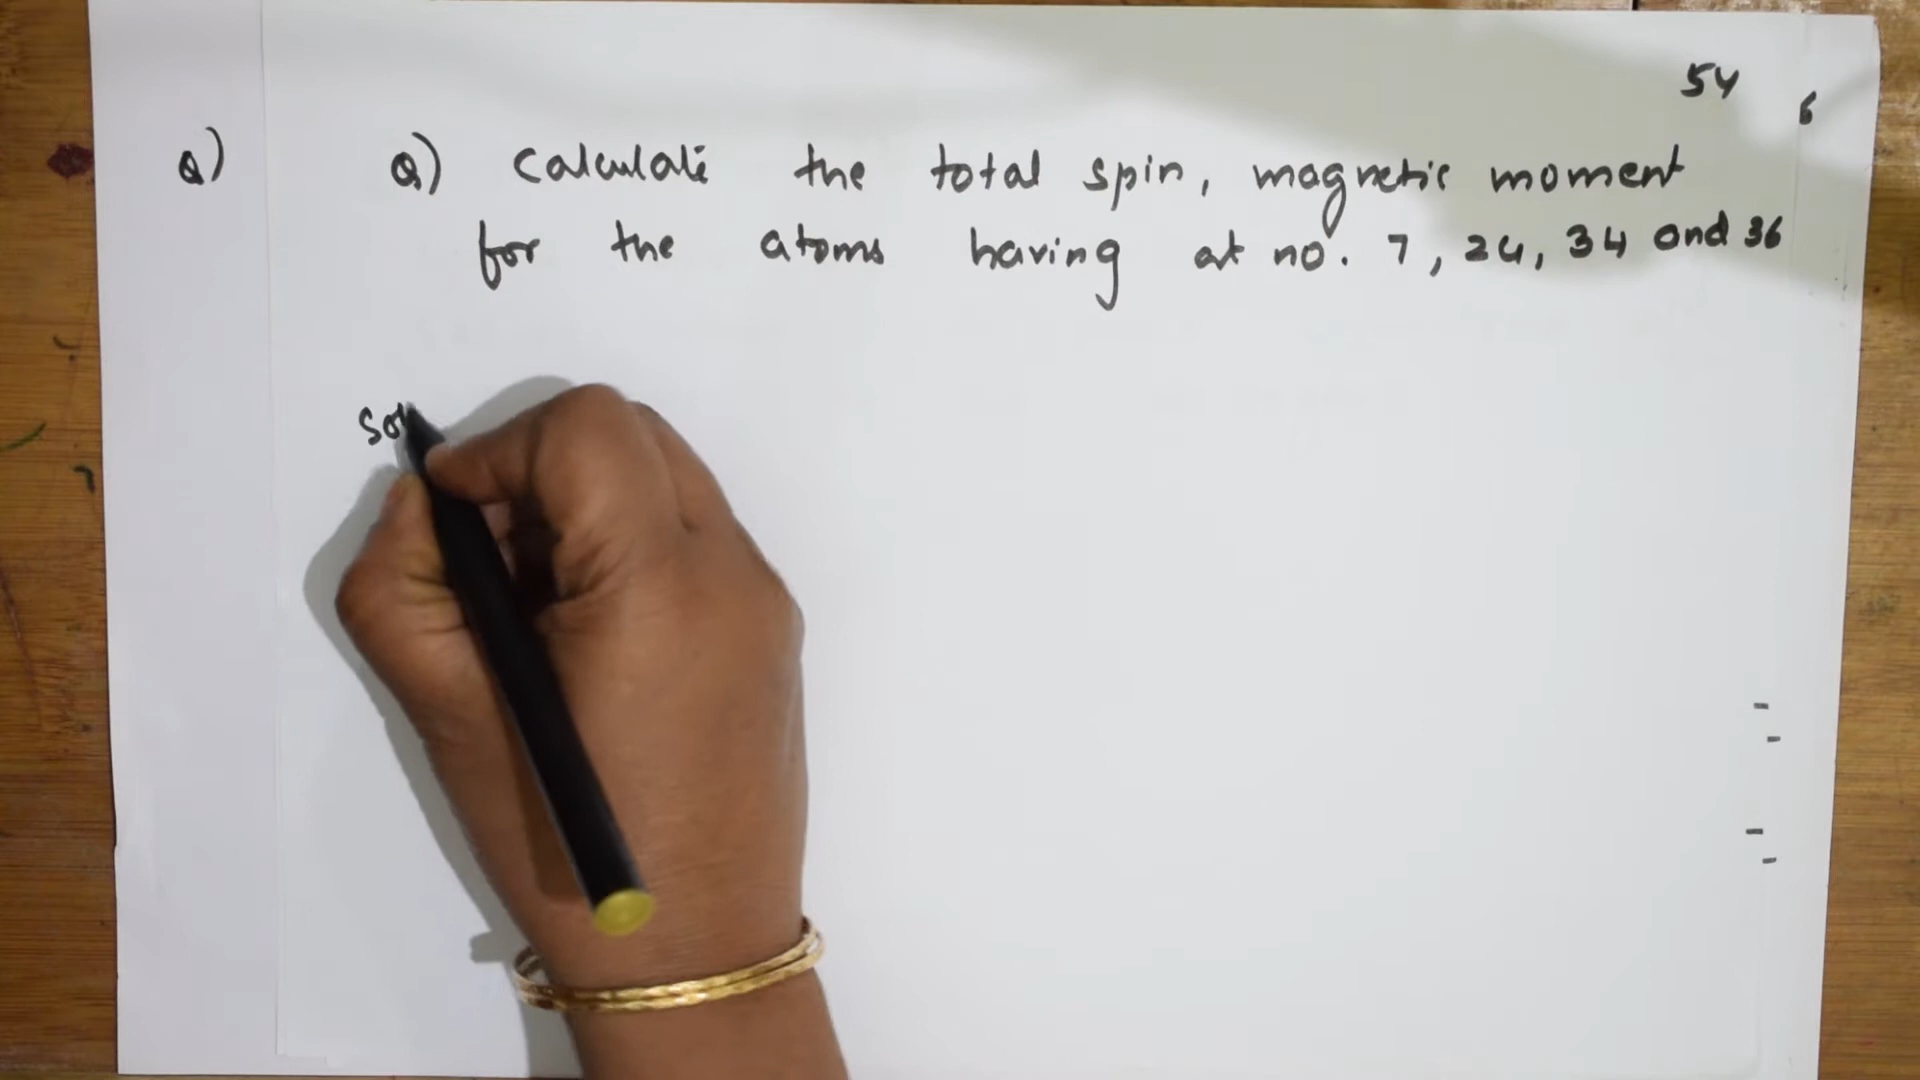 54
6
Q) Q) Calculate the total spin, magnetic moment
for the atoms having at no. 7, 24, 34 and 36
Sol